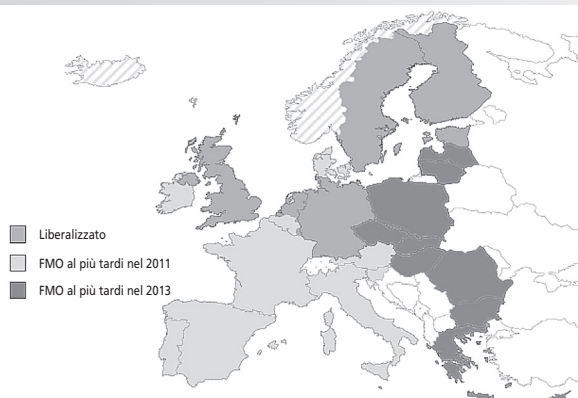 Liberalizzato
FMO al più tardi nel 2011
FMO al più tardi nel 2013